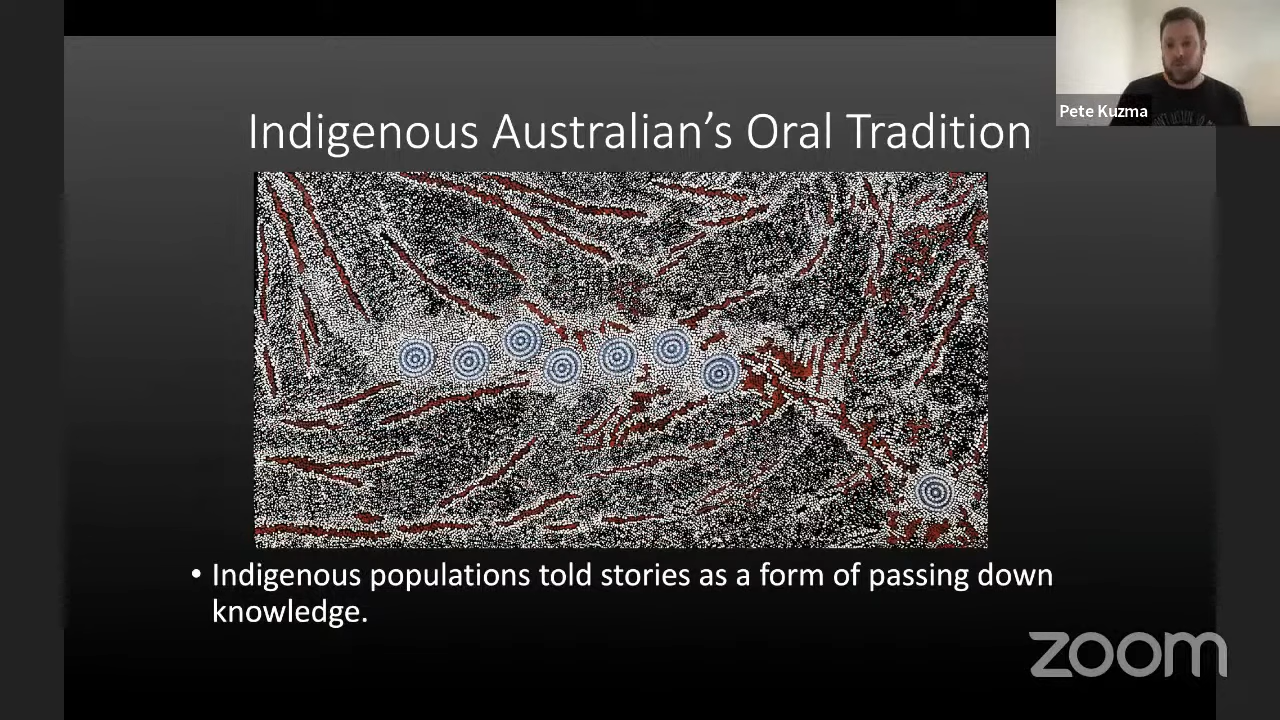 Indigenous Australian’s Oral Tradition
Pete Kuzma
• Indigenous populations told stories as a form of passing down
knowledge.
zoom